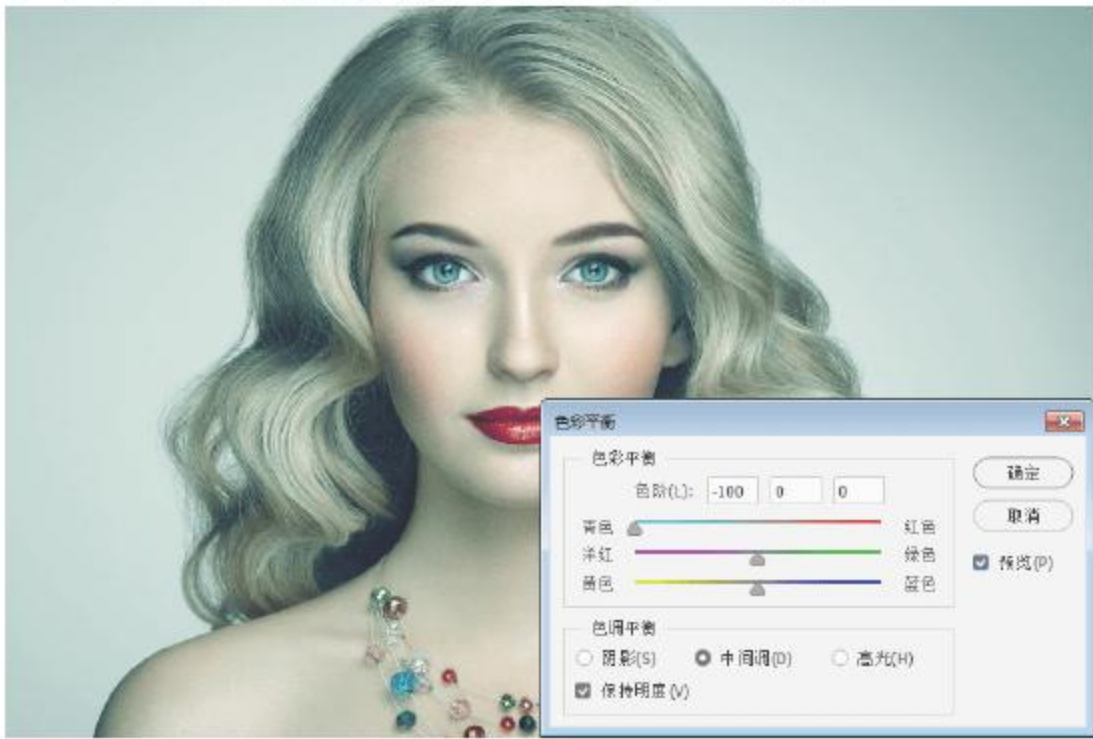 色彩平衡
色彩平衡
色阶(L): -100 0 0
青色 红色
洋红 绿色
黄色 蓝色
确定
取消
预览(P)
色调平衡
阴影(S) 中间调(D) 高光(H)
保持明度(V)